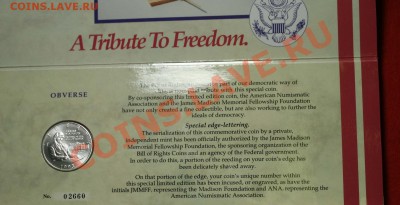 COINS.LAVE.RU
A Tribute To Freedom.
COINS.LAVE.RU
OBVERSE
part of our democratic way of
tribute with this special coin.
By co-sponsoring this limited edition coin, the American Numismatic
Association and the James Madison Memorial Fellowship Foundation
have not only created a fine collectible, but are also working to further the
ideals of democracy.
Special edge-lettering.
The serialization of this commemorative coin by a private,
independent mint has been officially authorized by the James Madison
Memorial Fellowship Foundation, the sponsoring organization of the
Bill of Rights Coins and an agency of the Federal government.
In order to do this, a portion of the reeding on your coin's edge has
been delicately shaved away.
On that portion of edge, your coin's unique number within
this special limited edition has been incused, or engraved, as have the
initials JMMFF, representing the Madison Foundation and ANA, representing the
American Numismatic Association.
No. 02660